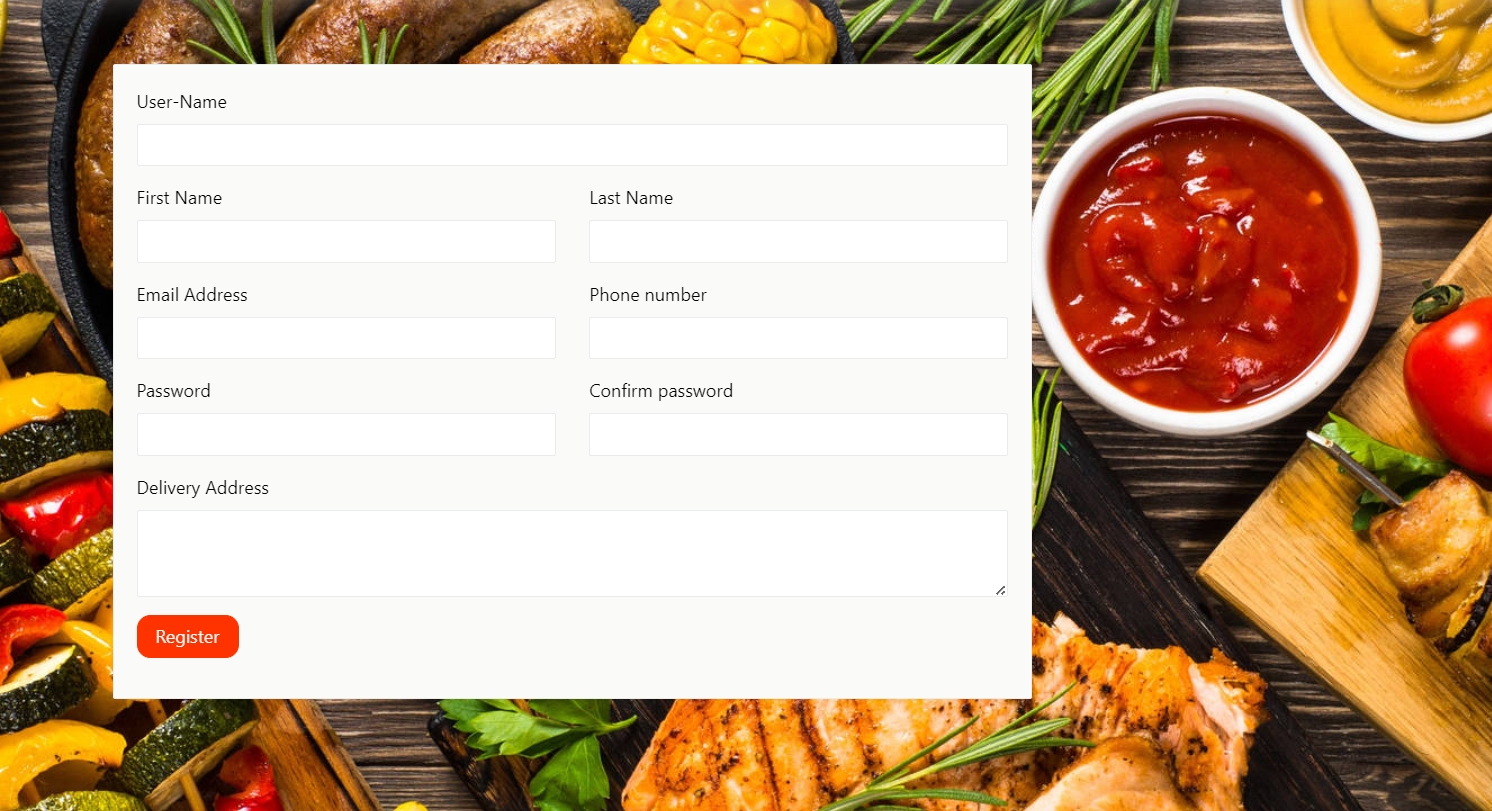 User-Name
First Name
Last Name
Email Address
Phone number
Password
Confirm password
Delivery Address
Register